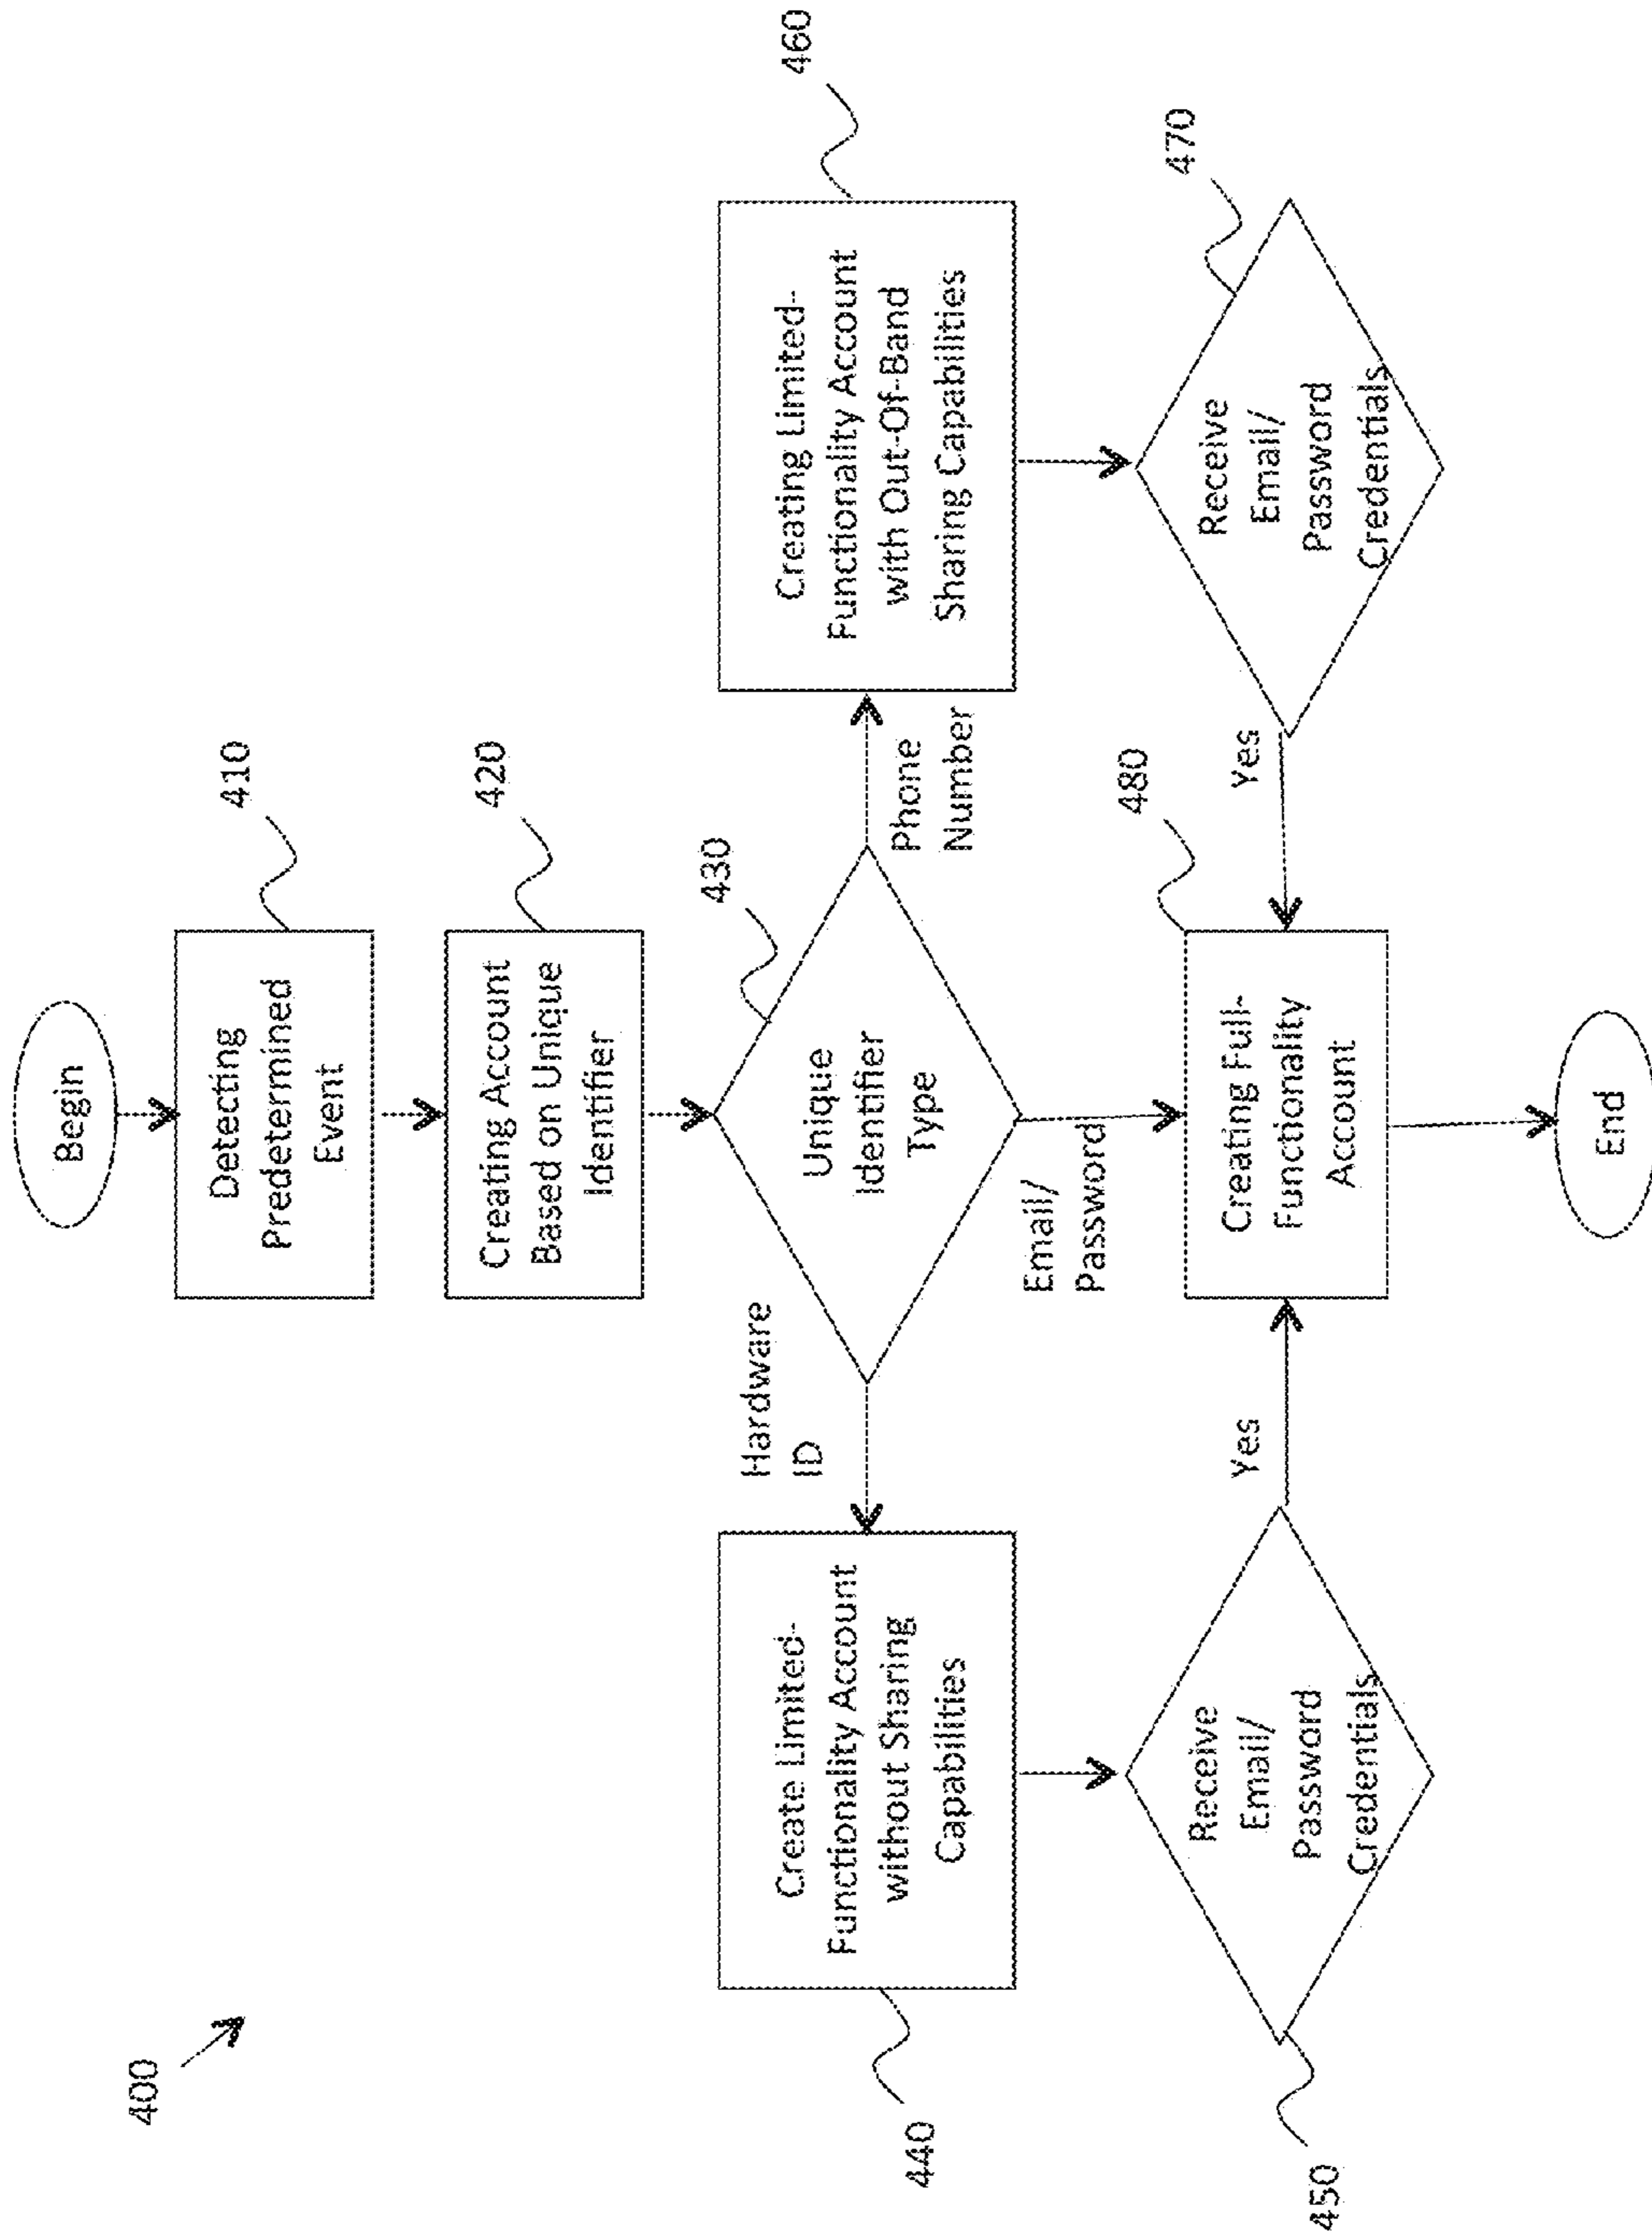 400
Begin
Detecting
Predetermined
Event
410
Creating Account
Based on Unique
Identifier
420
Unique
Identifier
Type
430
Hardware
ID
Phone
Number
Email/
Password
Create Limited-
Functionality Account
without Sharing
Capabilities
440
Creating Limited-
Functionality Account
with Out-Of-Band
Sharing Capabilities
460
Receive
Email/
Password
Credentials
450
Yes
Creating Full-
Functionality
Account
480
Yes
Receive
Email/
Password
Credentials
470
End